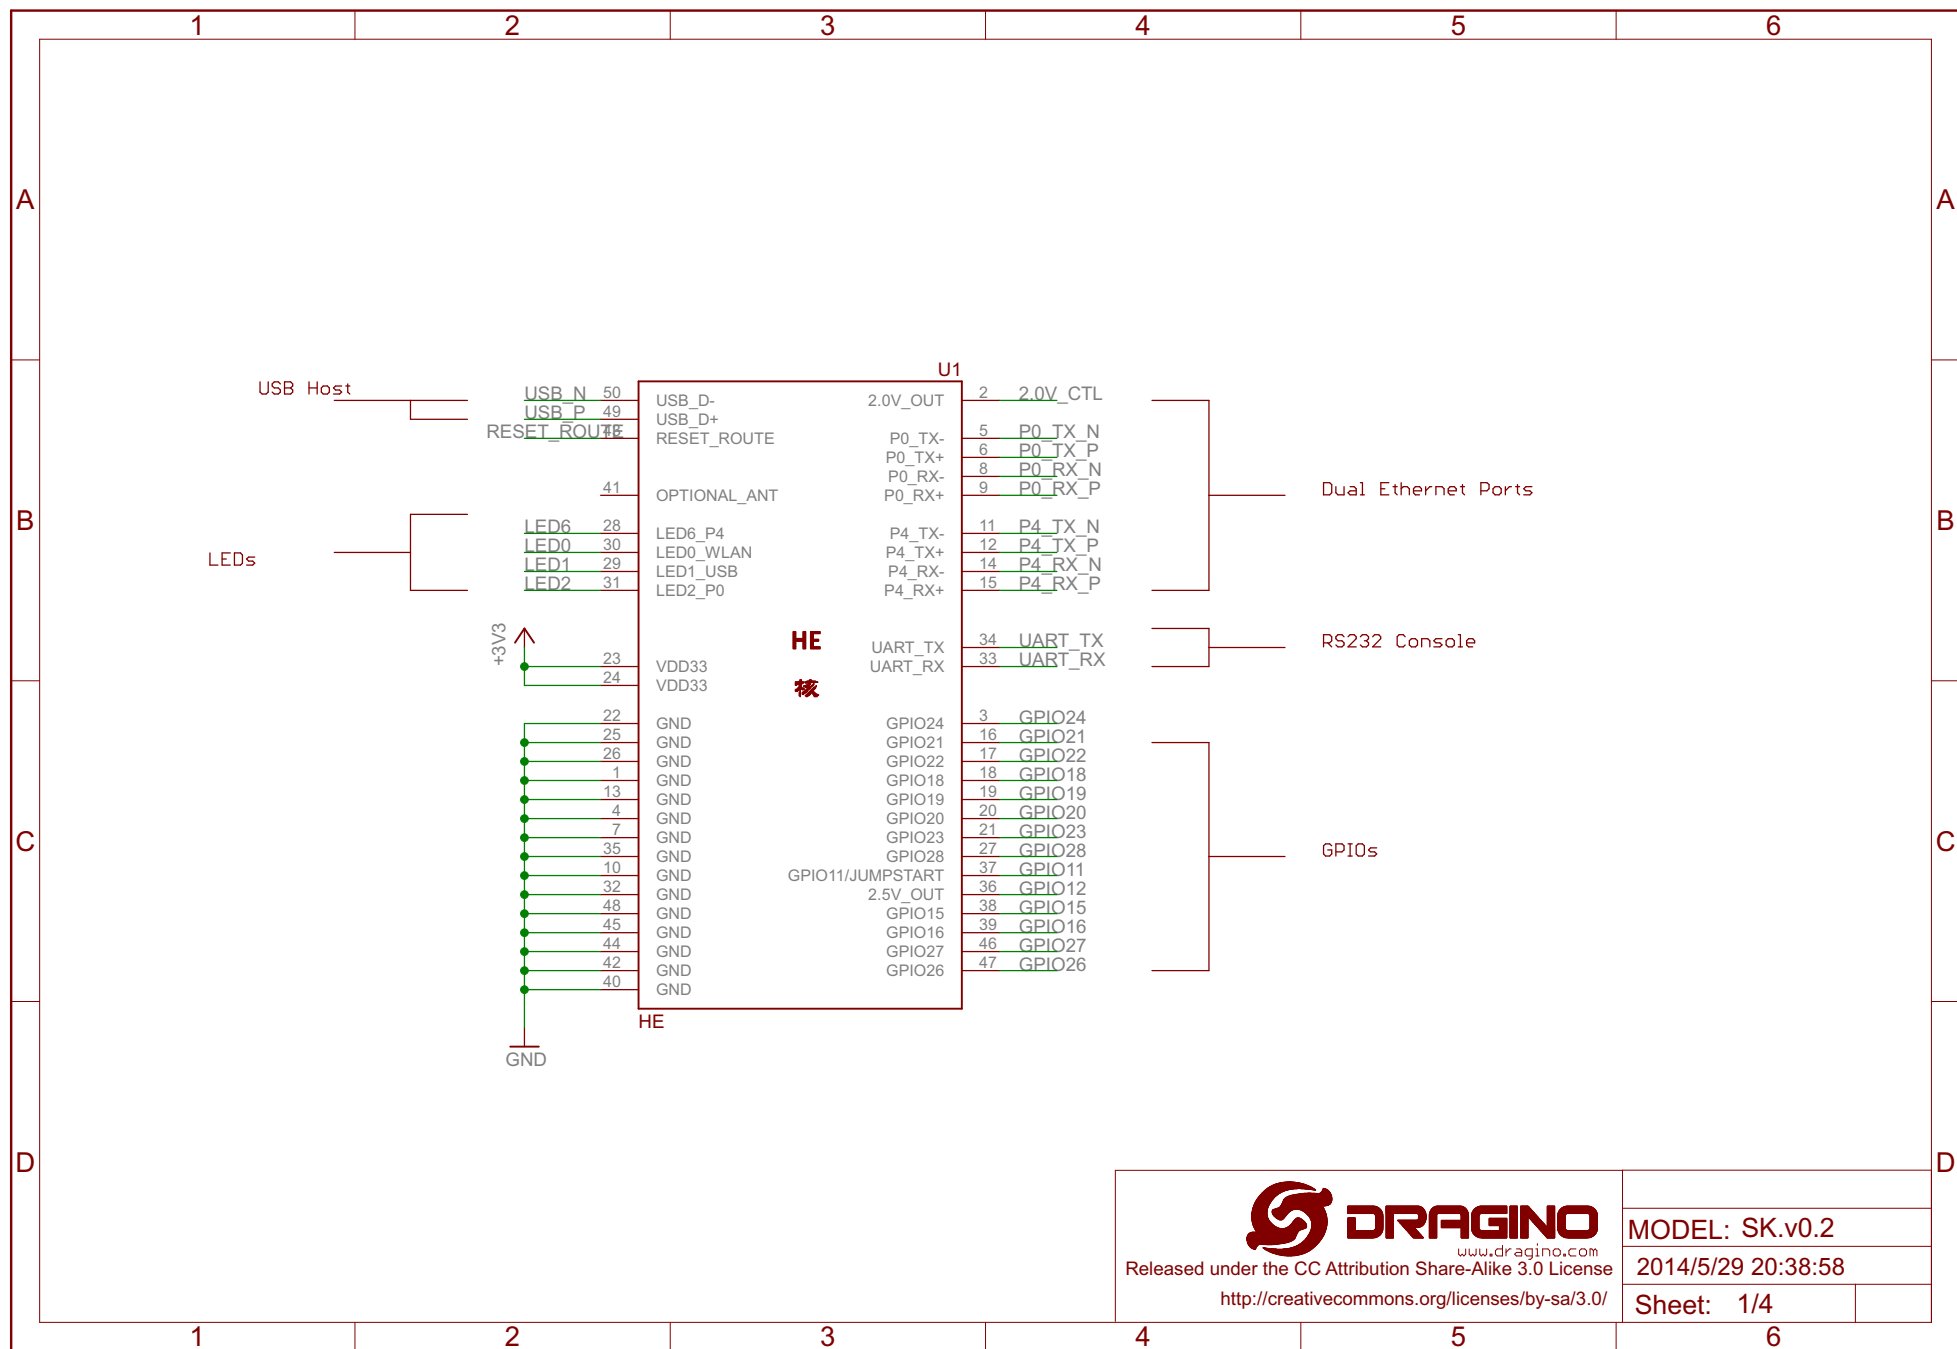 1 2 3 4 5 6
A A
U1
USB Host USB_N 50 USB_D- 2.0V_OUT 2 2.0V_CTL
USB_P 49 USB_D+
RESET_ROUTE RESET_ROUTE P0_TX- 5 P0_TX_N
P0_TX+ 6 P0_TX_P
P0_RX- 8 P0_RX_N
41 OPTIONAL_ANT P0_RX+ 9 P0_RX_P Dual Ethernet Ports
B B
LED6 28 LED6_P4 P4_TX- 11 P4_TX_N
LED0 30 LED0_WLAN P4_TX+ 12 P4_TX_P
LEDs LED1 29 LED1_USB P4_RX- 14 P4_RX_N
LED2 31 LED2_P0 P4_RX+ 15 P4_RX_P
+3V3 HE UART_TX 34 UART_TX RS232 Console
23 VDD33 UART_RX 33 UART_RX
24 VDD33 核
22 GND GPIO24 3 GPIO24
25 GND GPIO21 16 GPIO21
26 GND GPIO22 17 GPIO22
1 GND GPIO18 18 GPIO18
13 GND GPIO19 19 GPIO19
4 GND GPIO20 20 GPIO20
7 GND GPIO23 21 GPIO23
C C
35 GND GPIO28 27 GPIO28 GPIOs
10 GND GPIO11/JUMPSTART 37 GPIO11
32 GND 2.5V_OUT 36 GPIO12
48 GND GPIO15 38 GPIO15
45 GND GPIO16 39 GPIO16
44 GND GPIO27 46 GPIO27
42 GND GPIO26 47 GPIO26
40 GND
HE
GND
D D
DRAGINO
www.dragino.com
Released under the CC Attribution Share-Alike 3.0 License
http://creativecommons.org/licenses/by-sa/3.0/
MODEL: SK.v0.2
2014/5/29 20:38:58
Sheet: 1/4
1 2 3 4 5 6